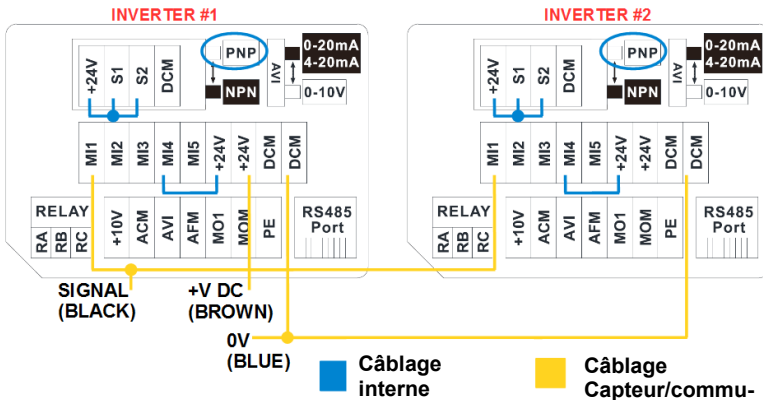 INVERTER #1
INVERTER #2
+24V S1 S2 DCM
PNP
NPN
AVI
0-20mA
4-20mA
0-10V
+24V S1 S2 DCM
PNP
NPN
AVI
0-20mA
4-20mA
0-10V
MI1 MI2 MI3 MI4 MI5 +24V +24V DCM DCM
MI1 MI2 MI3 MI4 MI5 +24V +24V DCM DCM
RELAY
RA RB RC
+10V ACM AVI AFM MO1 MOM PE
RS485
Port
RELAY
RA RB RC
+10V ACM AVI AFM MO1 MOM PE
RS485
Port
SIGNAL
(BLACK)
+V DC
(BROWN)
0V
(BLUE)
Câblage
interne
Câblage
Capteur/commu-